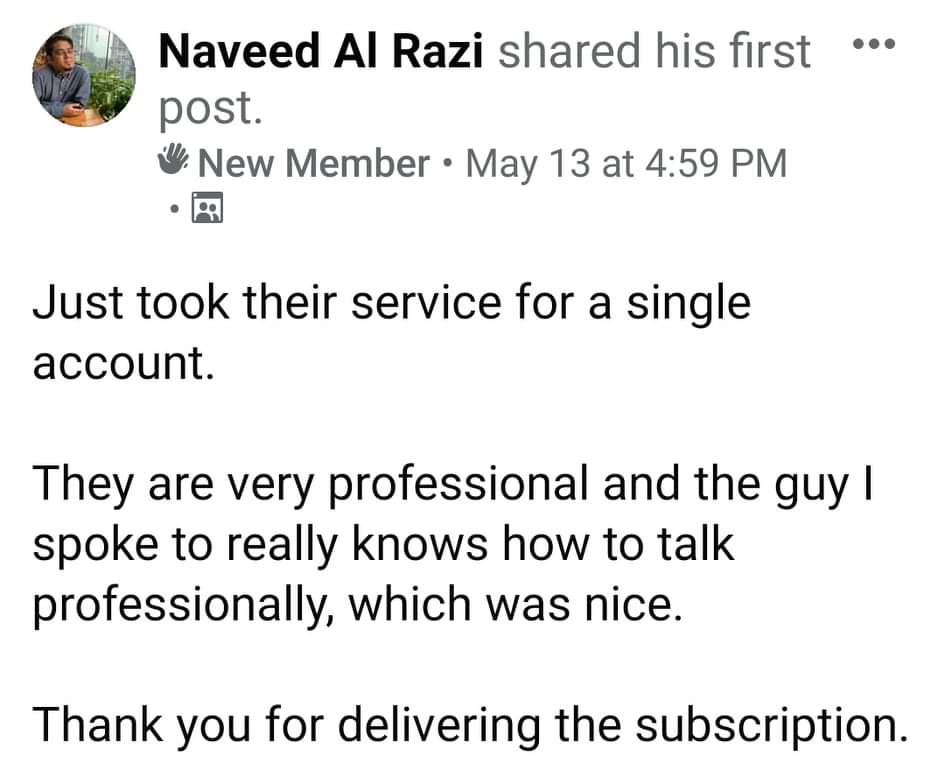 Naveed Al Razi shared his first
post.
New Member • May 13 at 4:59 PM
•
Just took their service for a single
account.
They are very professional and the guy I
spoke to really knows how to talk
professionally, which was nice.
Thank you for delivering the subscription.